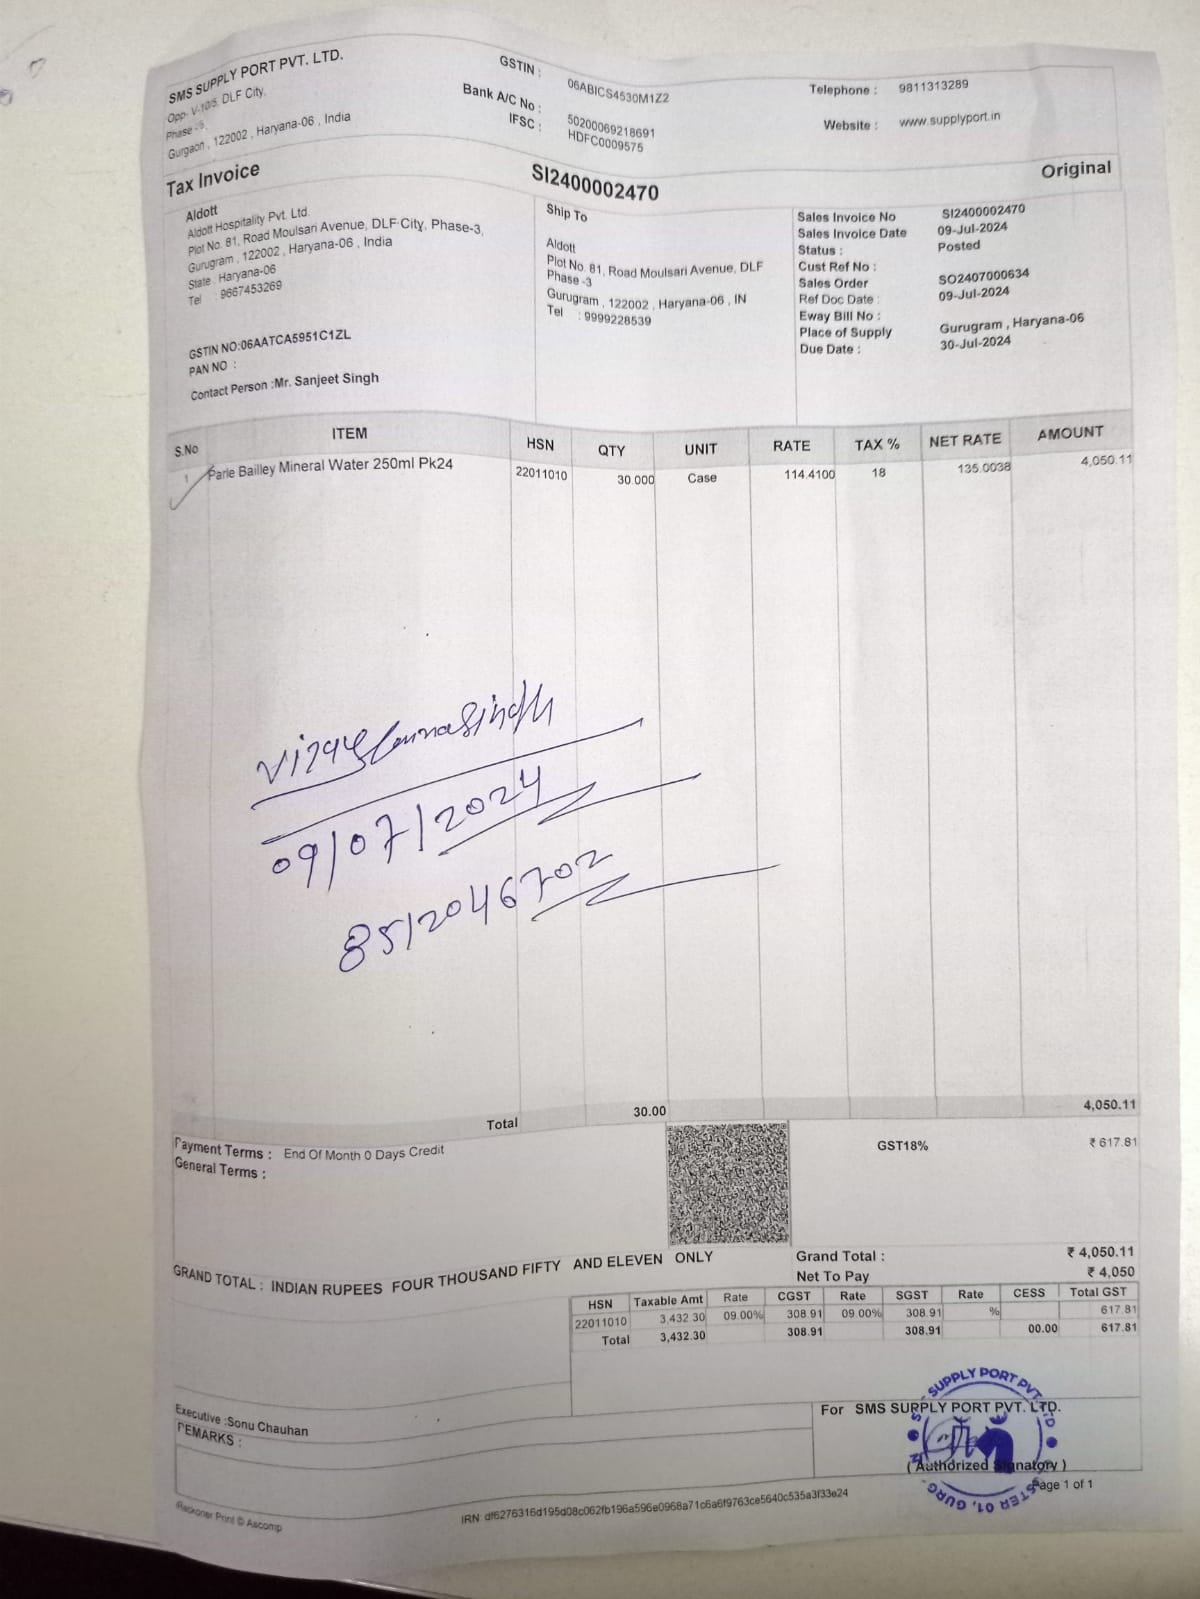 SMS SUPPLY PORT PVT. LTD.
Opp- V-10/5, DLF City,
Phase -3,
Gurgaon , 122002 , Haryana-06 , India
GSTIN : 06ABICS4530M1Z2
Bank A/C No : 50200069218691
IFSC : HDFC0009575
Telephone : 9811313289
Website : www.supplyport.in
Tax Invoice
SI2400002470
Original
Aldott
Aldott Hospitality Pvt. Ltd.
Plot No. 81, Road Moulsari Avenue, DLF City, Phase-3,
Gurugram , 122002 , Haryana-06 , India
State Haryana-06
Tel : 9667453269
GSTIN NO:06AATCA5951C1ZL
PAN NO :
Contact Person :Mr. Sanjeet Singh
Ship To
Aldott
Plot No. 81, Road Moulsari Avenue, DLF
Phase -3
Gurugram , 122002 , Haryana-06 , IN
Tel : 9999228539
Sales Invoice No SI2400002470
Sales Invoice Date 09-Jul-2024
Status : Posted
Cust Ref No :
Sales Order SO2407000634
Ref Doc Date : 09-Jul-2024
Eway Bill No :
Place of Supply Gurugram , Haryana-06
Due Date : 30-Jul-2024
S.No ITEM HSN QTY UNIT RATE TAX % NET RATE AMOUNT
1 Parle Bailley Mineral Water 250ml Pk24 22011010 30.000 Case 114.4100 18 135.0038 4,050.11
Singh
09/07/2024
8512046702
Total 30.00 4,050.11
Payment Terms : End Of Month 0 Days Credit
General Terms :
GST18% ₹ 617.81
GRAND TOTAL : INDIAN RUPEES FOUR THOUSAND FIFTY AND ELEVEN ONLY
Grand Total : ₹ 4,050.11
Net To Pay ₹ 4,050
HSN Taxable Amt Rate CGST Rate SGST Rate CESS Total GST
22011010 3,432.30 09.00% 308.91 09.00% 308.91 % 617.81
Total 3,432.30 308.91 308.91 00.00 617.81
Executive :Sonu Chauhan
REMARKS :
For SMS SUPPLY PORT PVT. LTD.
SUPPLY PORT PVT
( Authorized Signatory )
Page 1 of 1
Reckoner Print © Ascomp
IRN: df6276316d195d08c062fb196a596e0968a71c6a6f9763ce5640c535a3f33e24